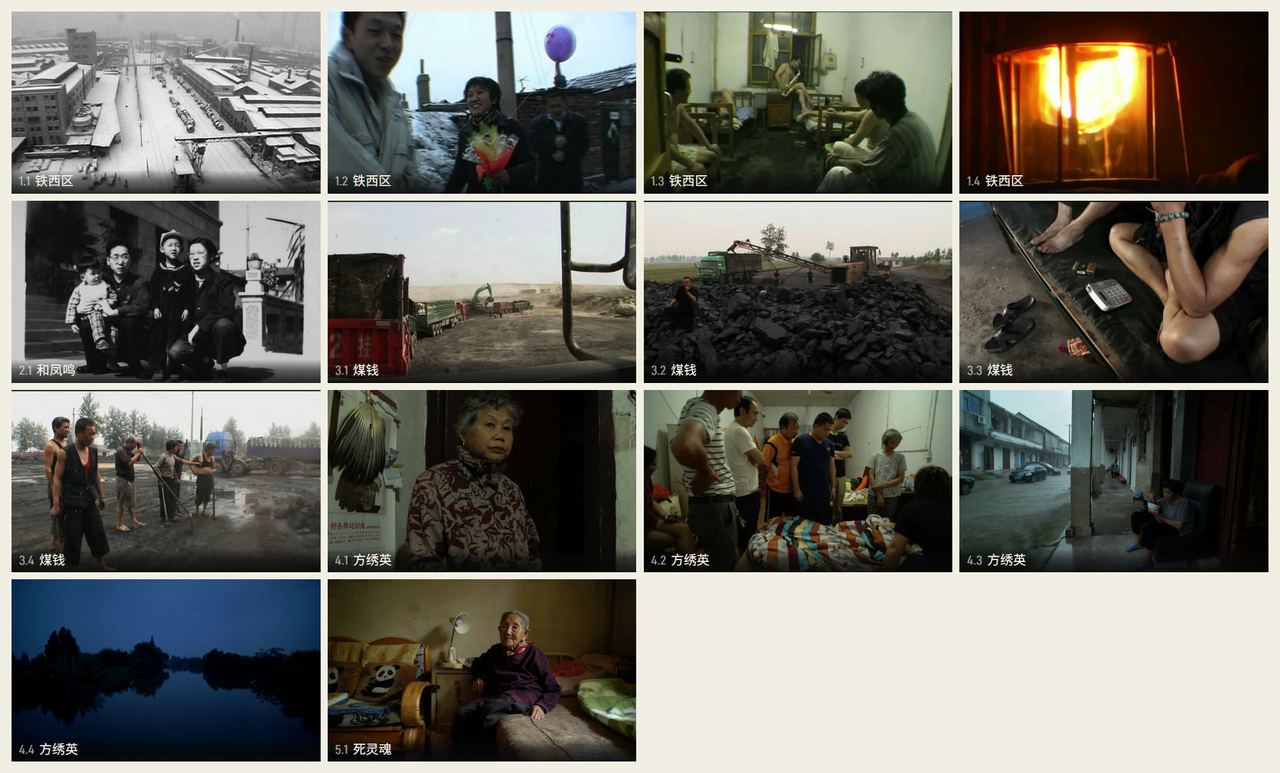 1.1 铁西区
1.2 铁西区
1.3 铁西区
1.4 铁西区
2.1 和凤鸣
3.1 煤钱
3.2 煤钱
3.3 煤钱
3.4 煤钱
4.1 方绣英
4.2 方绣英
4.3 方绣英
4.4 方绣英
5.1 死灵魂